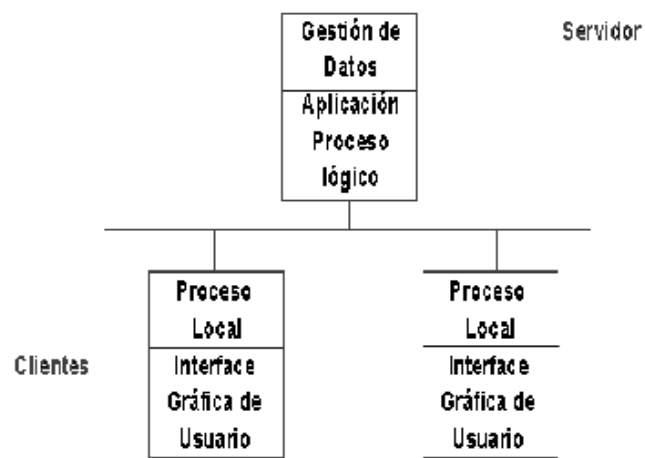 Gestión de
Datos
Servidor
Aplicación
Proceso
lógico
Proceso
Local
Interface
Gráfica de
Usuario
Proceso
Local
Interface
Gráfica de
Usuario
Clientes